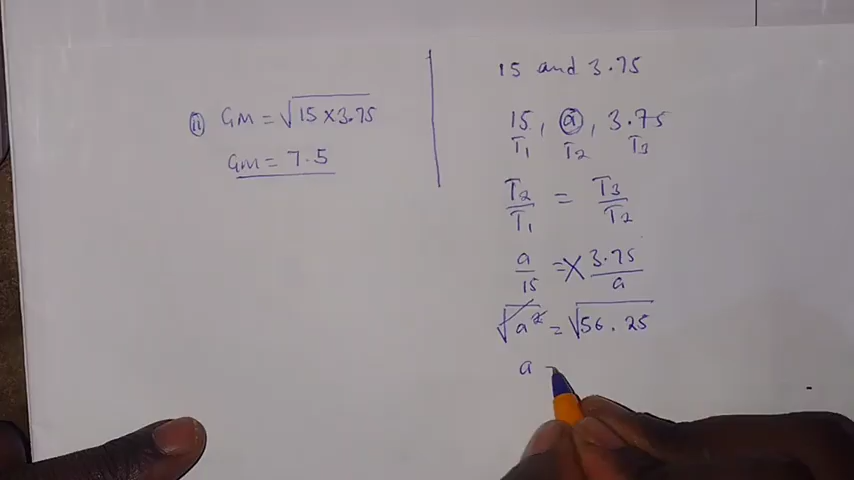 (ii) GM = √15 × 3.75
GM = 7.5
15 and 3.75
15, a, 3.75
T₁ T₂ T₃
T₂/T₁ = T₃/T₂
a/15 = × 3.75/a
√a² = √56.25
a =